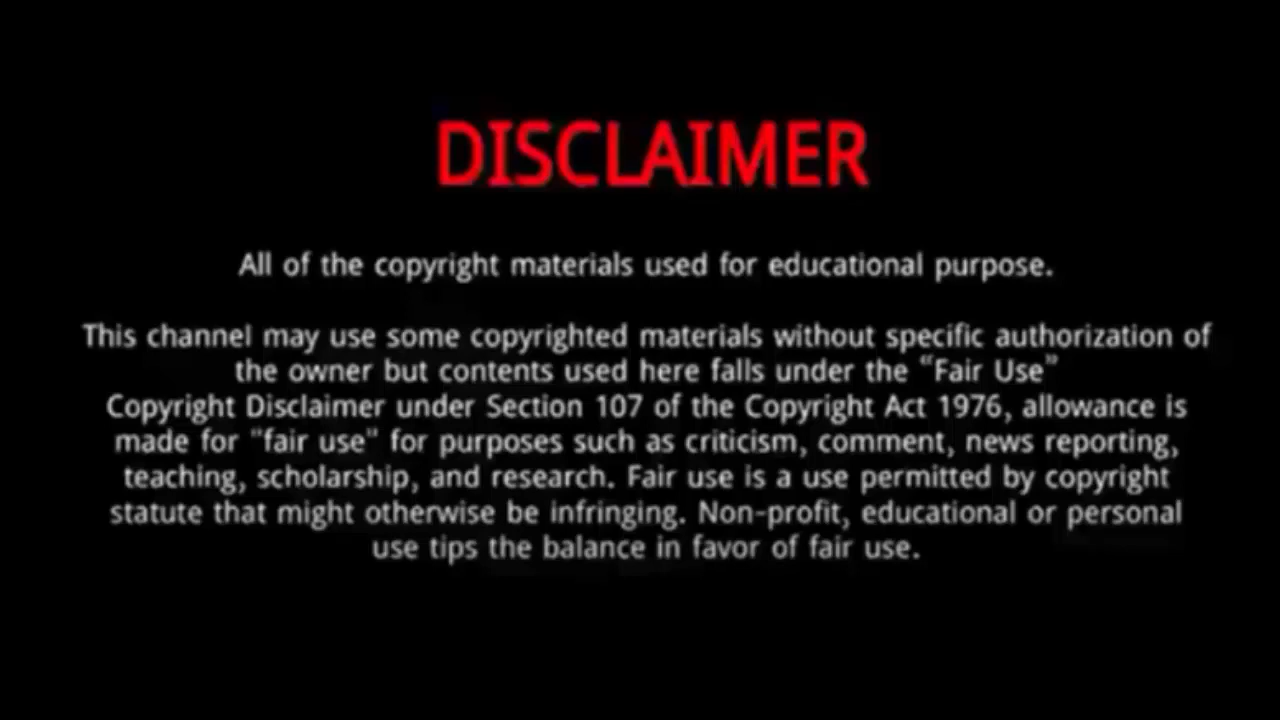 DISCLAIMER
All of the copyright materials used for educational purpose.
This channel may use some copyrighted materials without specific authorization of
the owner but contents used here falls under the “Fair Use”
Copyright Disclaimer under Section 107 of the Copyright Act 1976, allowance is
made for "fair use" for purposes such as criticism, comment, news reporting,
teaching, scholarship, and research. Fair use is a use permitted by copyright
statute that might otherwise be infringing. Non-profit, educational or personal
use tips the balance in favor of fair use.